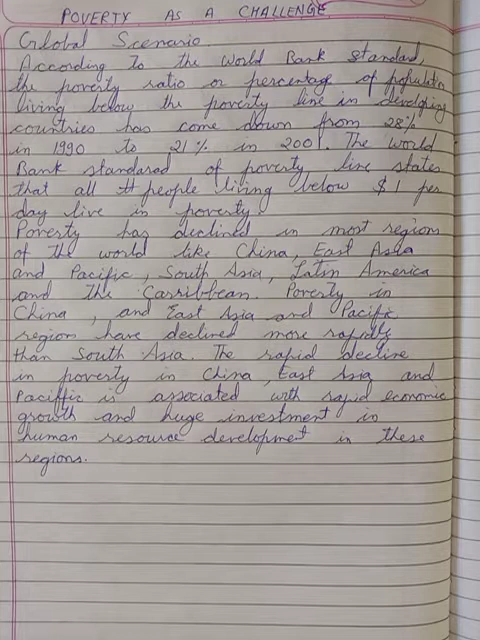 POVERTY AS A CHALLENGE
Global Scenario.
According to the World Bank standard,
the poverty ratio or percentage of population
living below the poverty line in developing
countries has come down from 28%
in 1990 to 21% in 2001. The world
Bank standarad of poverty line states
that all people living below $1 per
day live in poverty.
Poverty has declined in most regions
of the world like China, East Asia
and Pacific, South Asia, Latin America
and the Carribbean. Poverty in
China, and East Asia and Pacific
region have declined more rapidly
than South Asia. The rapid decline
in poverty in China, East Asia and
Paciffic is associated with rapid economic
growth and huge investment in
human resource development in these
regions.